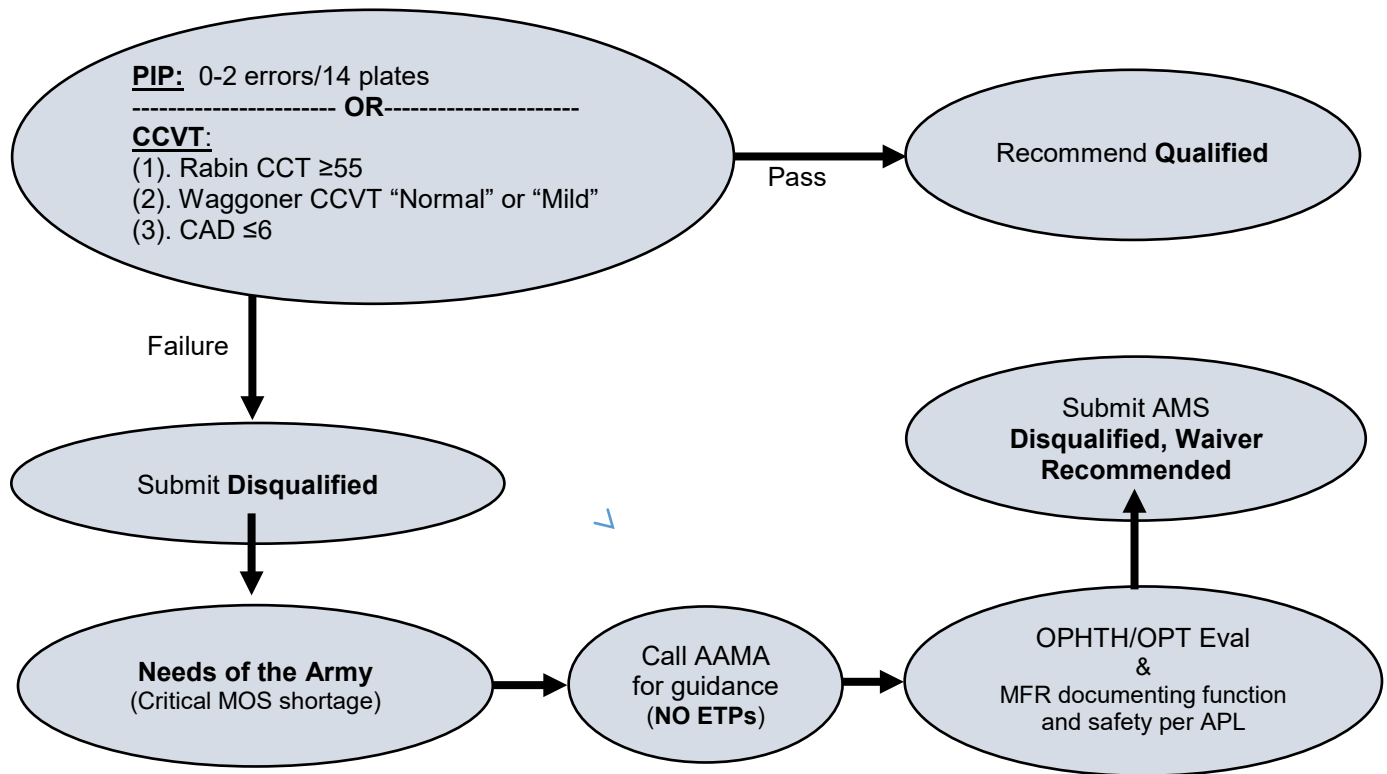 PIP: 0-2 errors/14 plates
----------------------- OR----------------------
CCVT:
(1). Rabin CCT ≥55
(2). Waggoner CCVT “Normal” or “Mild”
(3). CAD ≤6
Pass
Recommend Qualified
Failure
Submit Disqualified
Needs of the Army
(Critical MOS shortage)
Call AAMA
for guidance
(NO ETPs)
OPHTH/OPT Eval
&
MFR documenting function
and safety per APL
Submit AMS
Disqualified, Waiver
Recommended